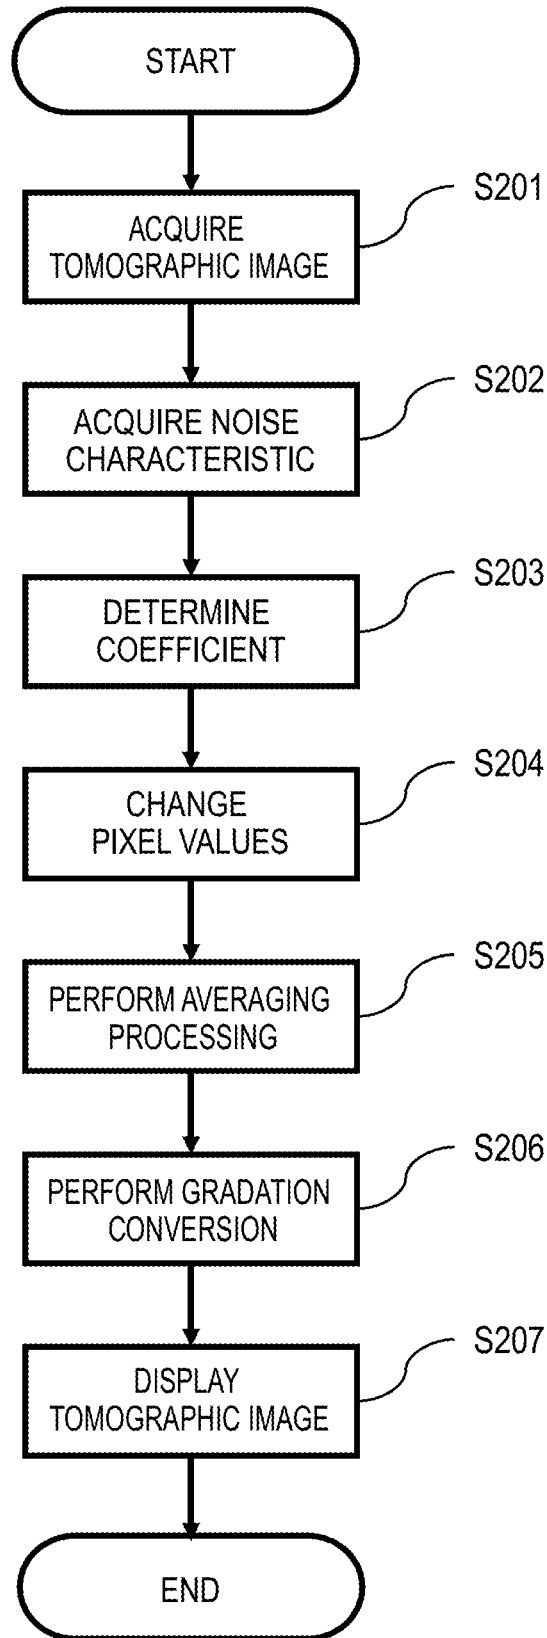 START
S201
ACQUIRE
TOMOGRAPHIC IMAGE
S202
ACQUIRE NOISE
CHARACTERISTIC
S203
DETERMINE
COEFFICIENT
S204
CHANGE
PIXEL VALUES
S205
PERFORM AVERAGING
PROCESSING
S206
PERFORM GRADATION
CONVERSION
S207
DISPLAY
TOMOGRAPHIC IMAGE
END